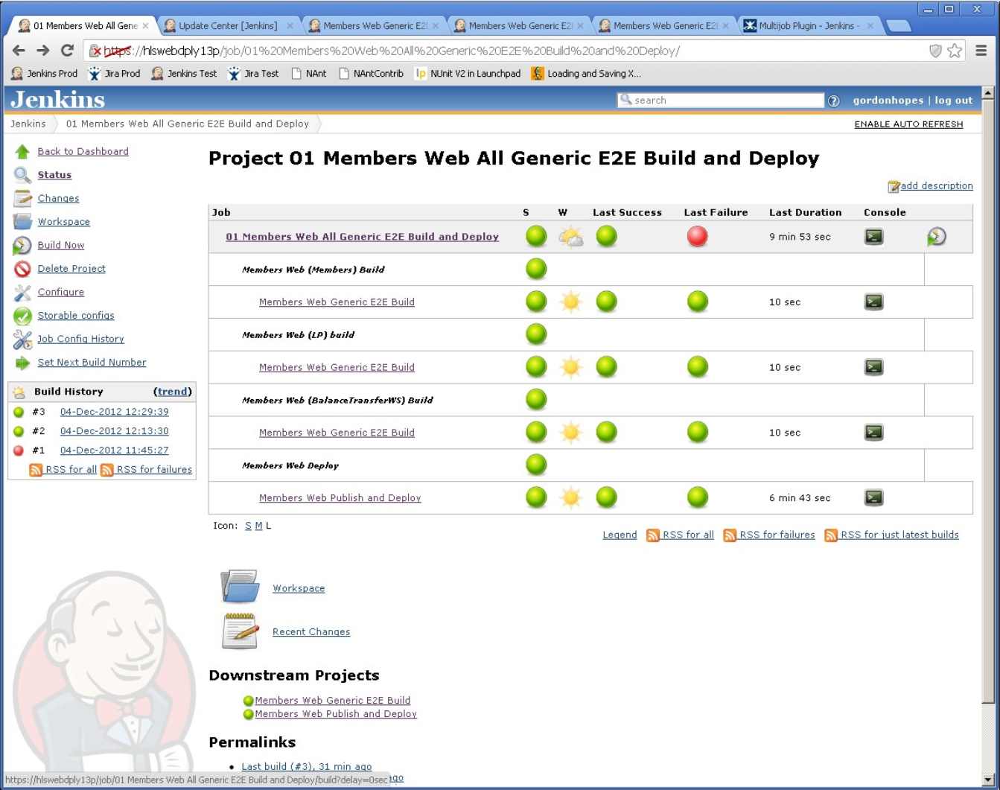 01 Members Web All Gene
Update Center [Jenkins]
Members Web Generic E2E
Members Web Generic E2E
Members Web Generic E2E
Multijob Plugin - Jenkins -
https://hlswebdply13p/job/01%20Members%20Web%20All%20Generic%20E2E%20Build%20and%20Deploy/
Jenkins Prod Jira Prod Jenkins Test Jira Test NAnt NAntContrib lp NUnit V2 in Launchpad Loading and Saving X...
Jenkins
search
gordonhopes | log out
Jenkins 01 Members Web All Generic E2E Build and Deploy
ENABLE AUTO REFRESH
Back to Dashboard
Status
Changes
Workspace
Build Now
Delete Project
Configure
Storable configs
Job Config History
Set Next Build Number
Build History (trend)
#3 04-Dec-2012 12:29:39
#2 04-Dec-2012 12:13:30
#1 04-Dec-2012 11:45:27
RSS for all RSS for failures
Project 01 Members Web All Generic E2E Build and Deploy
add description
Job S W Last Success Last Failure Last Duration Console
01 Members Web All Generic E2E Build and Deploy 9 min 53 sec
Members Web (Members) Build
Members Web Generic E2E Build 10 sec
Members Web (LP) build
Members Web Generic E2E Build 10 sec
Members Web (BalanceTransferWS) Build
Members Web Generic E2E Build 10 sec
Members Web Deploy
Members Web Publish and Deploy 6 min 43 sec
Icon: S M L
Legend RSS for all RSS for failures RSS for just latest builds
Workspace
Recent Changes
Downstream Projects
Members Web Generic E2E Build
Members Web Publish and Deploy
Permalinks
Last build (#3), 31 min ago
ago
https://hlswebdply13p/job/01 Members Web All Generic E2E Build and Deploy/build?delay=0sec